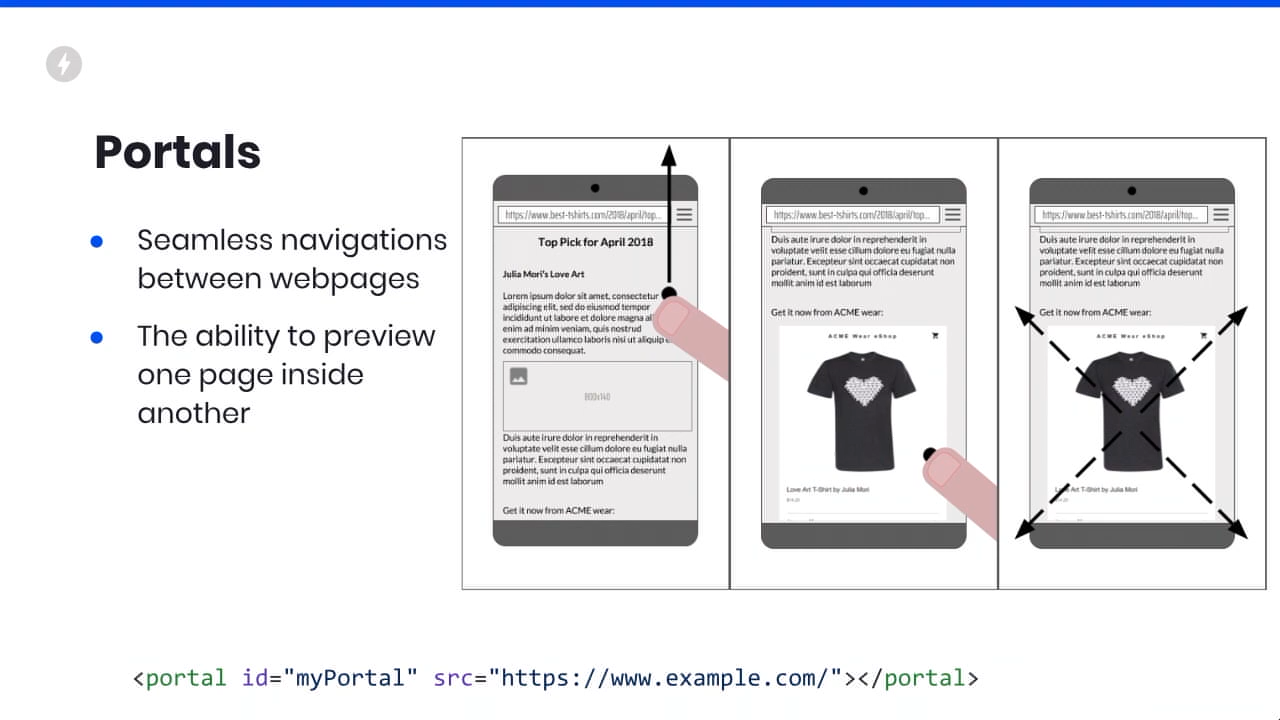 Portals
Seamless navigations
between webpages
The ability to preview
one page inside
another
https://www.best-tshirts.com/2018/april/top...
Top Pick for April 2018
Julia Mori's Love Art
Lorem ipsum dolor sit amet, consectetur
adipiscing elit, sed do eiusmod tempor
incididunt ut labore et dolore magna al
enim ad minim veniam, quis nostrud
exercitation ullamco laboris nisi ut aliquip
commodo consequat.
800x140
Duis aute irure dolor in reprehenderit in
voluptate velit esse cillum dolore eu fugiat nulla
pariatur. Excepteur sint occaecat cupidatat non
proident, sunt in culpa qui officia deserunt
mollit anim id est laborum
Get it now from ACME wear:
https://www.best-tshirts.com/2018/april/top...
Duis aute irure dolor in reprehenderit in
voluptate velit esse cillum dolore eu fugiat nulla
pariatur. Excepteur sint occaecat cupidatat non
proident, sunt in culpa qui officia deserunt
mollit anim id est laborum
Get it now from ACME wear:
ACME Wear eShop
Love Art T-Shirt by Julia Mori
https://www.best-tshirts.com/2018/april/top...
Duis aute irure dolor in reprehenderit in
voluptate velit esse cillum dolore eu fugiat nulla
pariatur. Excepteur sint occaecat cupidatat non
proident, sunt in culpa qui officia deserunt
mollit anim id est laborum
Get it now from ACME wear:
ACME Wear eShop
Art T-Shirt by Julia Mori
<portal id="myPortal" src="https://www.example.com/"></portal>